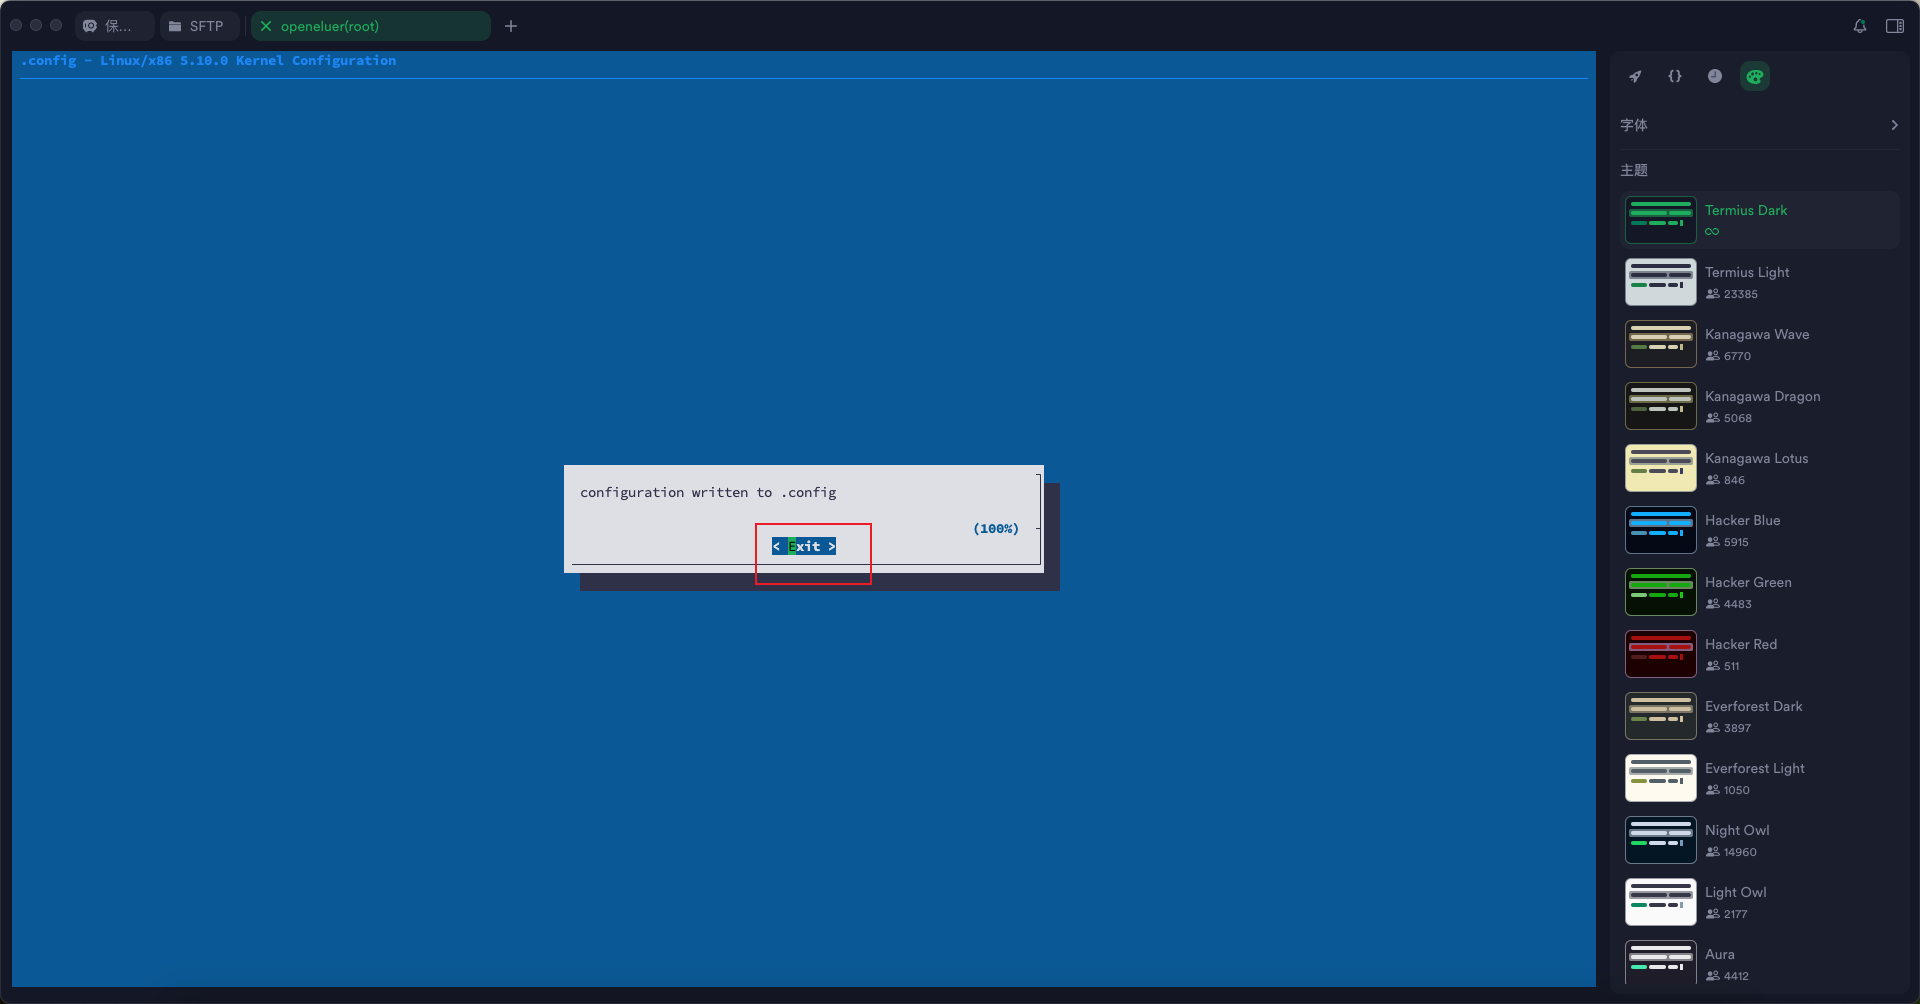 保...
SFTP
openeluer(root)
.config - Linux/x86 5.10.0 Kernel Configuration
configuration written to .config
(100%)
< Exit >
字体
主题
Termius Dark
Termius Light
23385
Kanagawa Wave
6770
Kanagawa Dragon
5068
Kanagawa Lotus
846
Hacker Blue
5915
Hacker Green
4483
Hacker Red
511
Everforest Dark
3897
Everforest Light
1050
Night Owl
14960
Light Owl
2177
Aura
4412